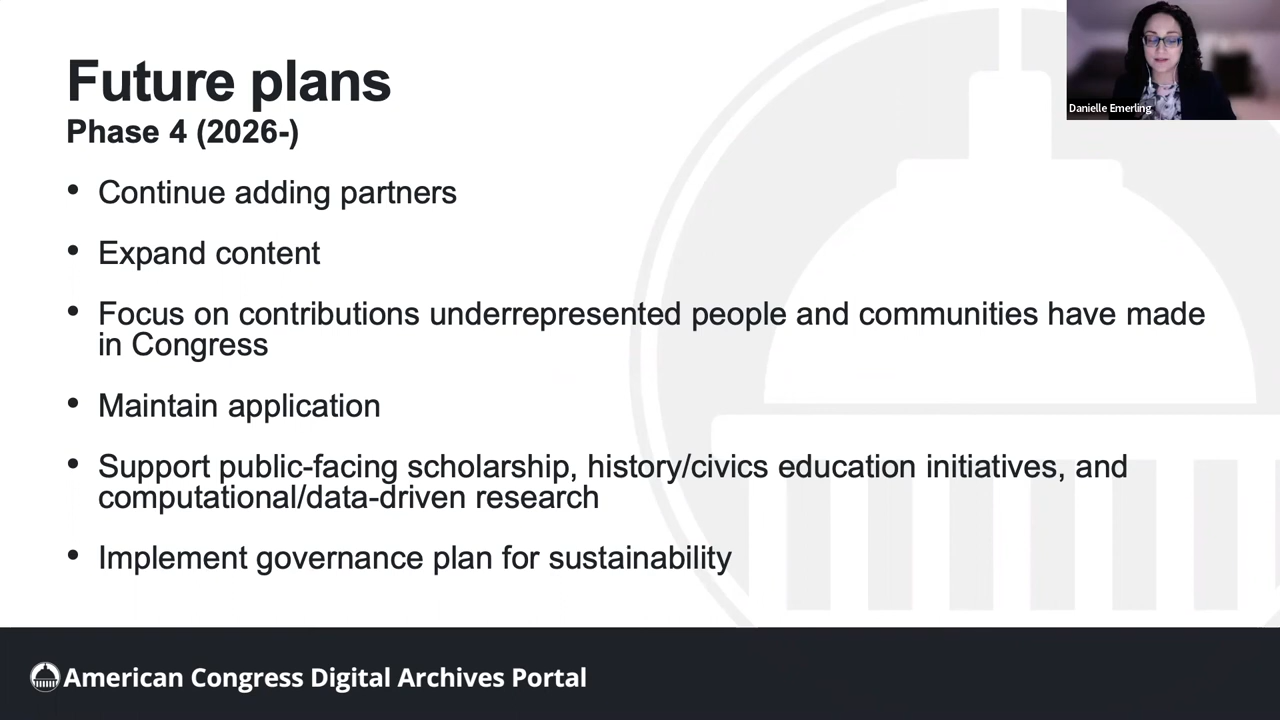 Future plans
Phase 4 (2026-)
• Continue adding partners
• Expand content
• Focus on contributions underrepresented people and communities have made
in Congress
• Maintain application
• Support public-facing scholarship, history/civics education initiatives, and
computational/data-driven research
• Implement governance plan for sustainability
American Congress Digital Archives Portal
Danielle Emerling